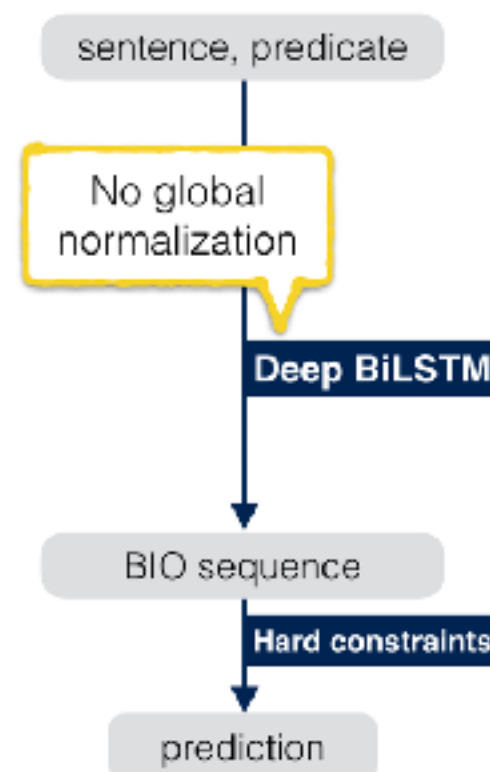 sentence, predicate
No global
normalization
Deep BiLSTM
BIO sequence
Hard constraints
prediction